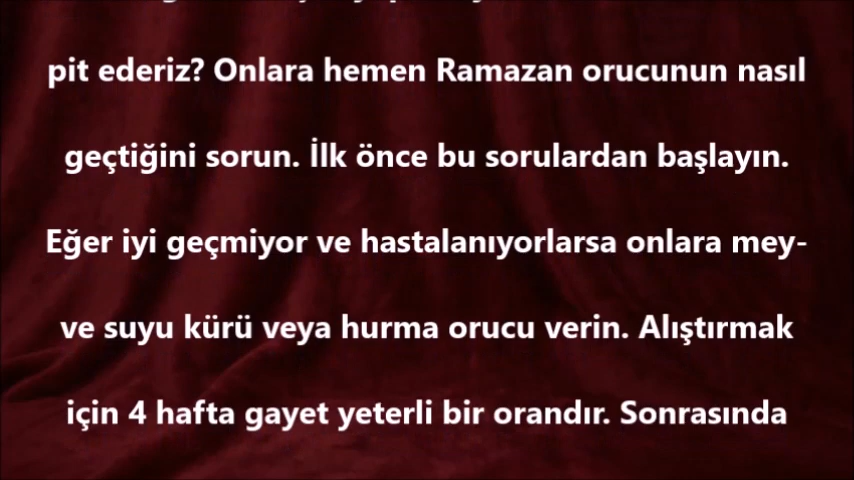 pit ederiz? Onlara hemen Ramazan orucunun nasıl
geçtiğini sorun. İlk önce bu sorulardan başlayın.
Eğer iyi geçmiyor ve hastalanıyorlarsa onlara mey-
ve suyu kürü veya hurma orucu verin. Alıştırmak
için 4 hafta gayet yeterli bir orandır. Sonrasında